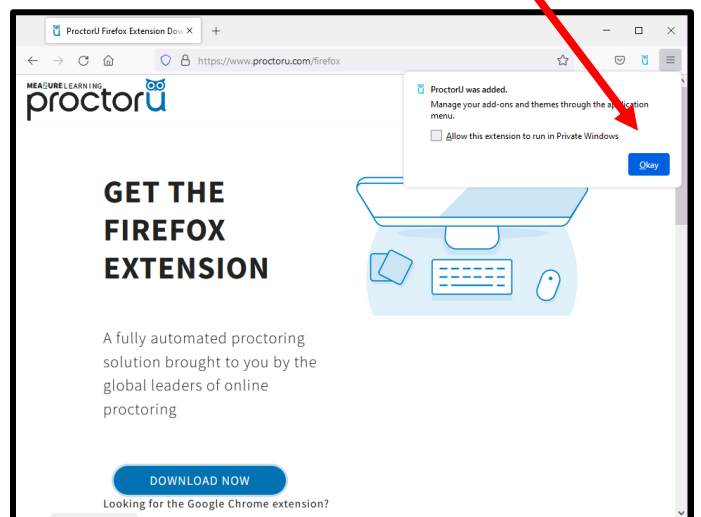 ProctorU Firefox Extension Dow
https://www.proctoru.com/firefox
MEAZURE LEARNING
proctorü
ProctorU was added.
Manage your add-ons and themes through the application
menu.
Allow this extension to run in Private Windows
Okay
GET THE
FIREFOX
EXTENSION
A fully automated proctoring
solution brought to you by the
global leaders of online
proctoring
DOWNLOAD NOW
Looking for the Google Chrome extension?